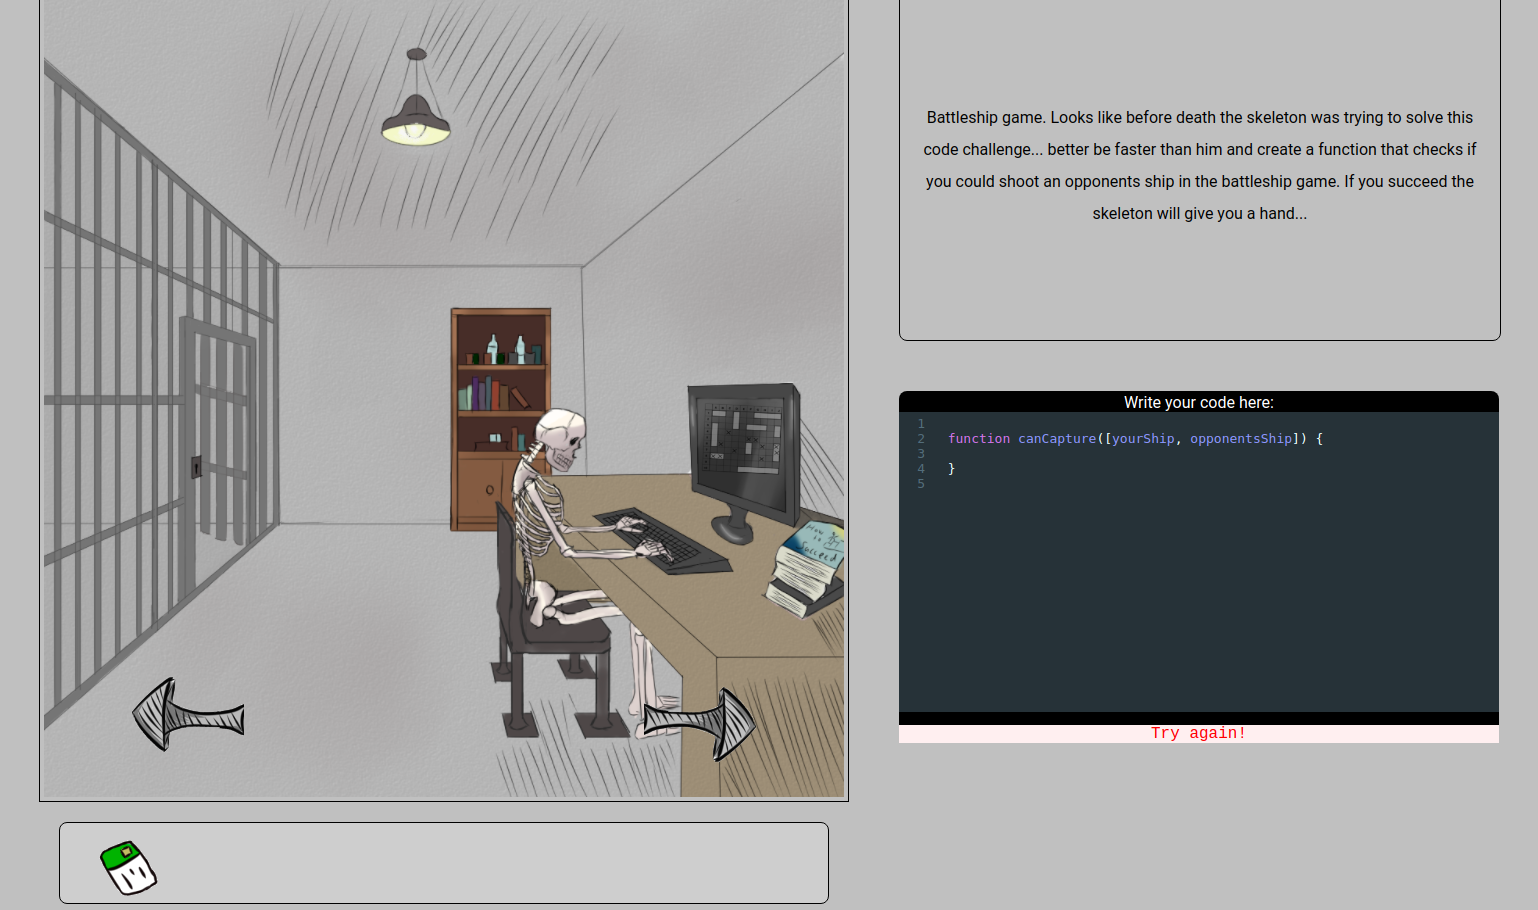 Battleship game. Looks like before death the skeleton was trying to solve this
code challenge... better be faster than him and create a function that checks if
you could shoot an opponents ship in the battleship game. If you succeed the
skeleton will give you a hand...
Write your code here:
1
2 function canCapture([yourShip, opponentsShip]) {
3
4 }
5
Try again!
How
to
Succeed